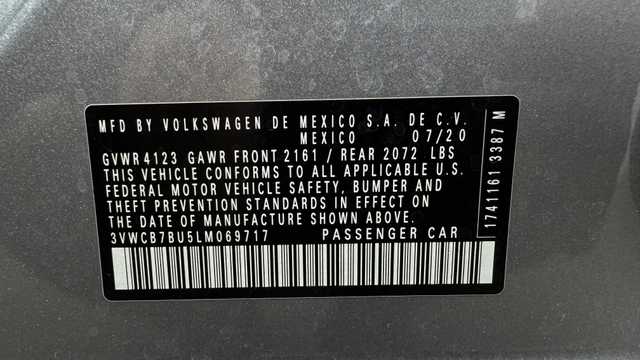 MFD BY VOLKSWAGEN DE MEXICO S.A. DE C.V.
MEXICO 07/20
GVWR 4123 GAWR FRONT 2161 / REAR 2072 LBS
THIS VEHICLE CONFORMS TO ALL APPLICABLE U.S.
FEDERAL MOTOR VEHICLE SAFETY, BUMPER AND
THEFT PREVENTION STANDARDS IN EFFECT ON
THE DATE OF MANUFACTURE SHOWN ABOVE.
3VWCB7BU5LM069717 PASSENGER CAR
1741161 3387 M